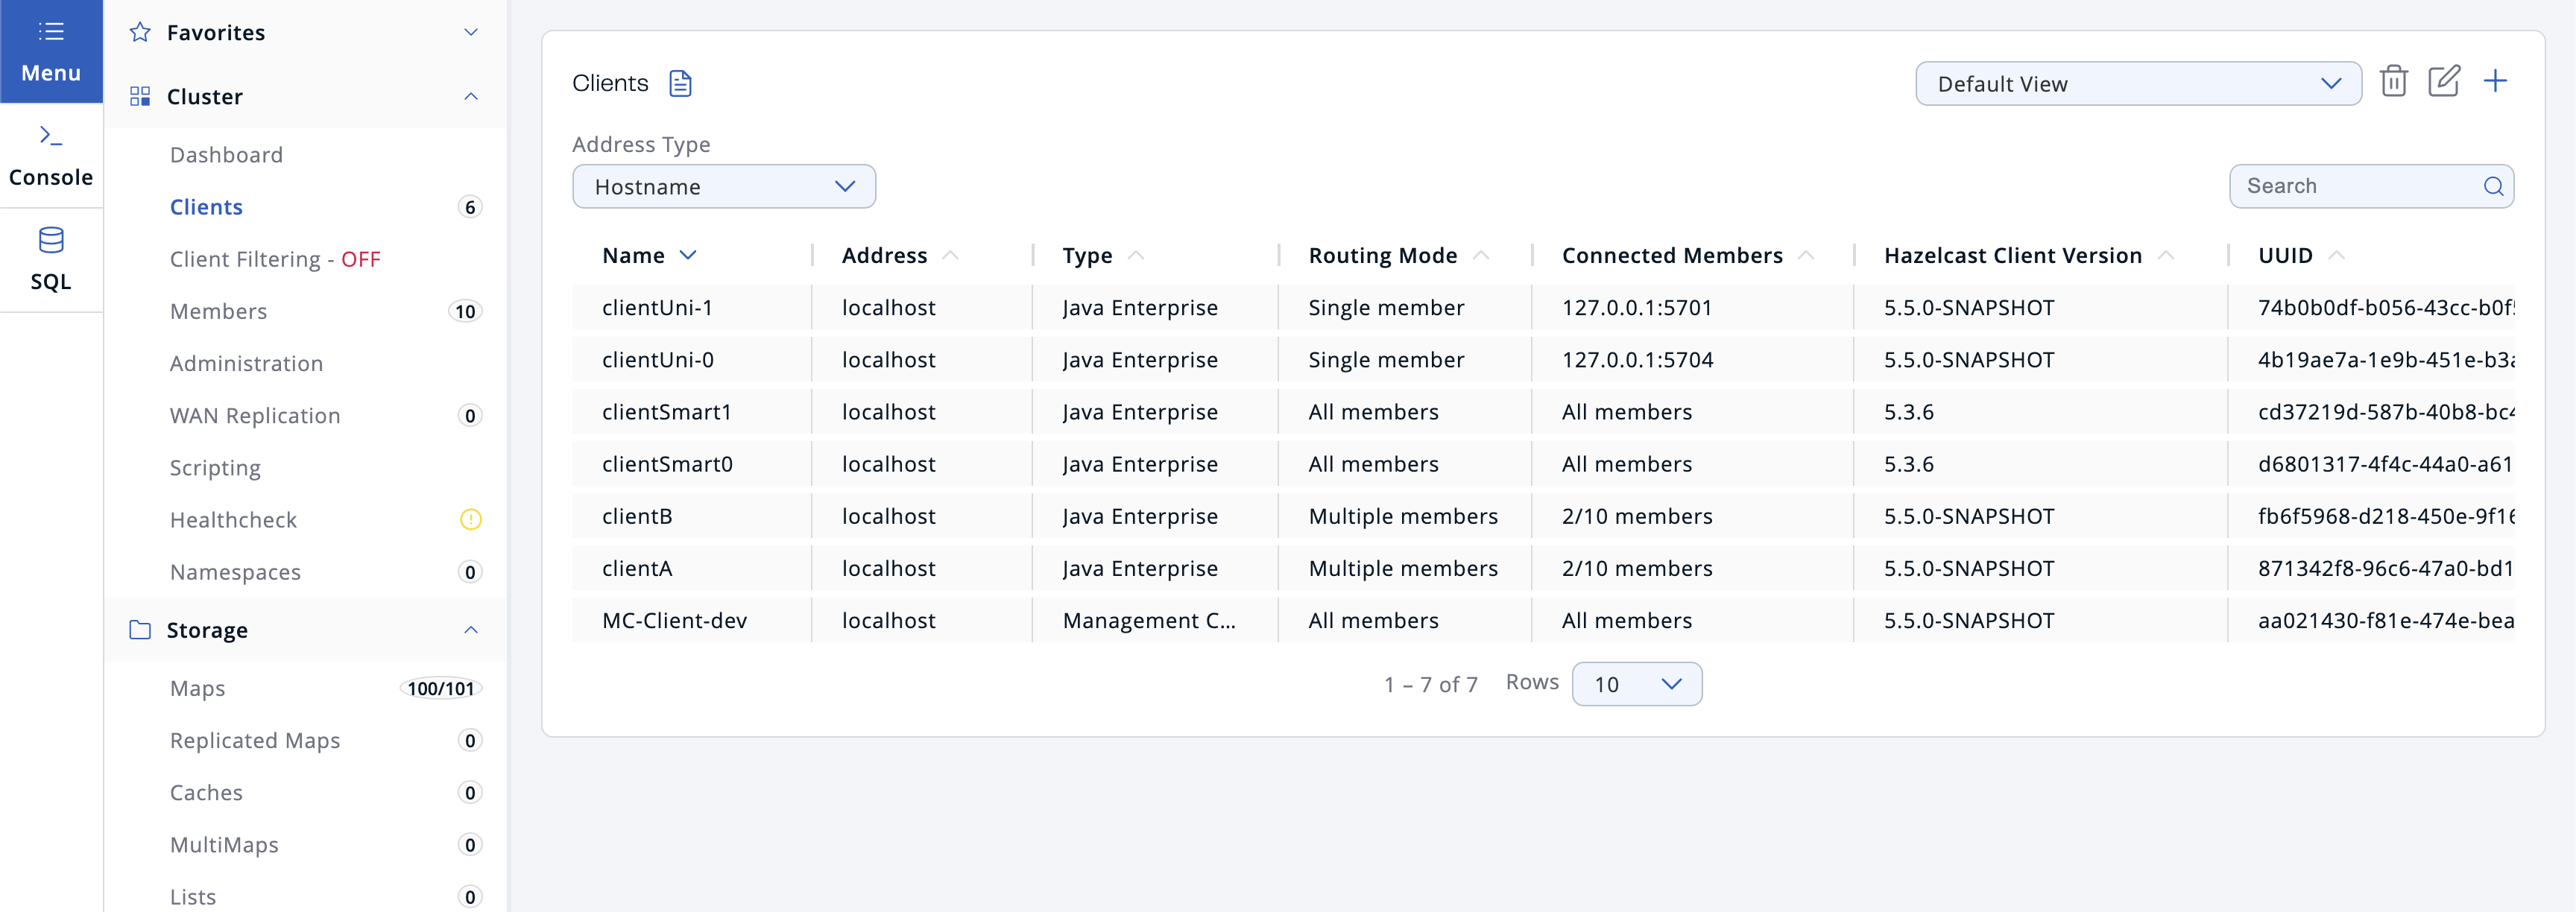 Menu
Console
SQL
Favorites
Cluster
Dashboard
Clients 6
Client Filtering - OFF
Members 10
Administration
WAN Replication 0
Scripting
Healthcheck
Namespaces 0
Storage
Maps 100/101
Replicated Maps 0
Caches 0
MultiMaps 0
Lists 0
Clients
Default View
Address Type
Hostname
Search
Name Address Type Routing Mode Connected Members Hazelcast Client Version UUID
clientUni-1 localhost Java Enterprise Single member 127.0.0.1:5701 5.5.0-SNAPSHOT 74b0b0df-b056-43cc-b0f
clientUni-0 localhost Java Enterprise Single member 127.0.0.1:5704 5.5.0-SNAPSHOT 4b19ae7a-1e9b-451e-b3a
clientSmart1 localhost Java Enterprise All members All members 5.3.6 cd37219d-587b-40b8-bc4
clientSmart0 localhost Java Enterprise All members All members 5.3.6 d6801317-4f4c-44a0-a61
clientB localhost Java Enterprise Multiple members 2/10 members 5.5.0-SNAPSHOT fb6f5968-d218-450e-9f16
clientA localhost Java Enterprise Multiple members 2/10 members 5.5.0-SNAPSHOT 871342f8-96c6-47a0-bd1
MC-Client-dev localhost Management C... All members All members 5.5.0-SNAPSHOT aa021430-f81e-474e-bea
1 – 7 of 7 Rows 10